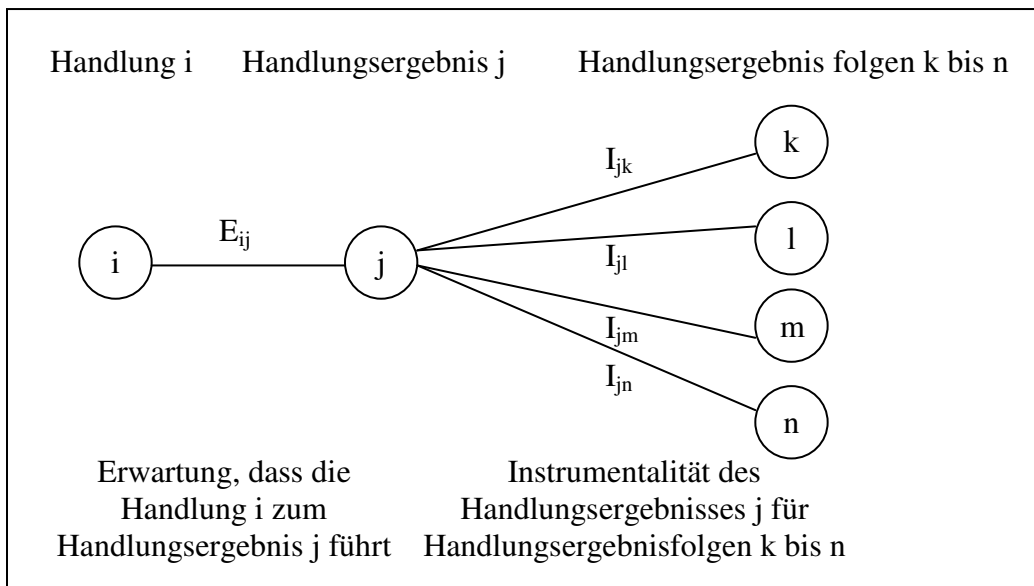 Handlung i Handlungsergebnis j Handlungsergebnis folgen k bis n
k
I_jk
E_ij
l
i
j
I_jl
m
I_jm
I_jn
n
Erwartung, dass die
Handlung i zum
Handlungsergebnis j führt
Instrumentalität des
Handlungsergebnisses j für
Handlungsergebnisfolgen k bis n